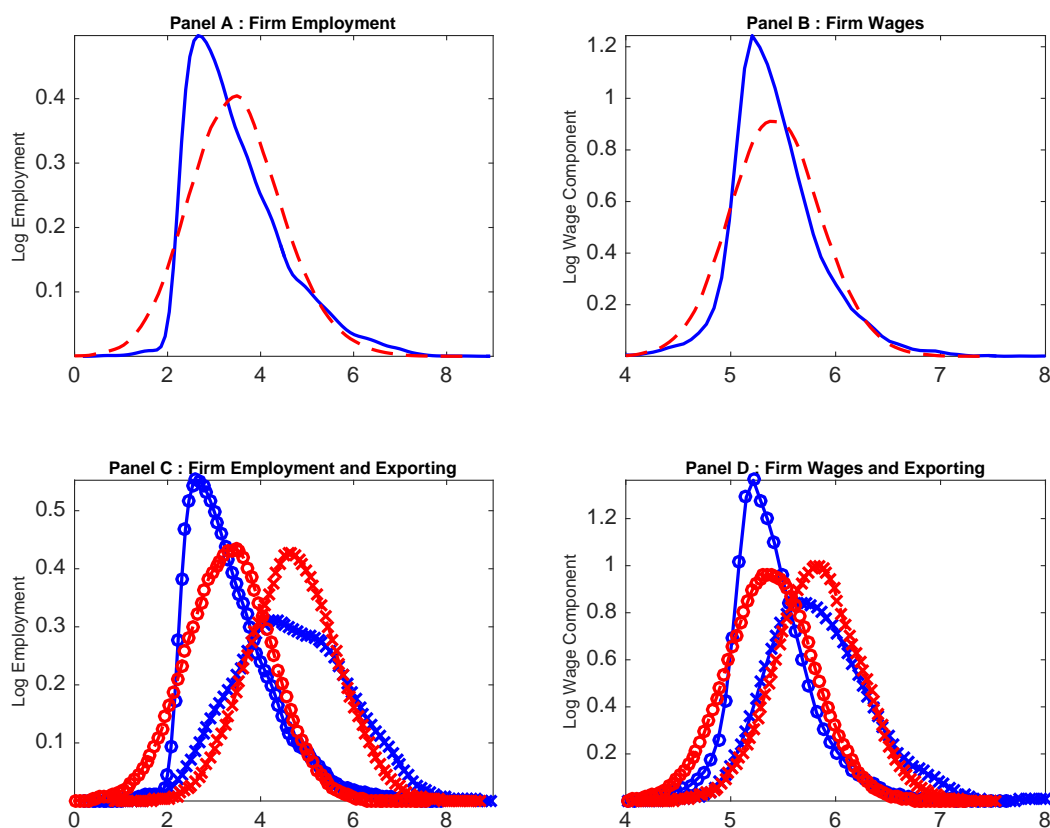 Panel A : Firm Employment
Log Employment
0.4
0.3
0.2
0.1
0 2 4 6 8
Panel B : Firm Wages
Log Wage Component
1.2
1
0.8
0.6
0.4
0.2
4 5 6 7 8
Panel C : Firm Employment and Exporting
Log Employment
0.5
0.4
0.3
0.2
0.1
0 2 4 6 8
Panel D : Firm Wages and Exporting
Log Wage Component
1.2
1
0.8
0.6
0.4
0.2
4 5 6 7 8